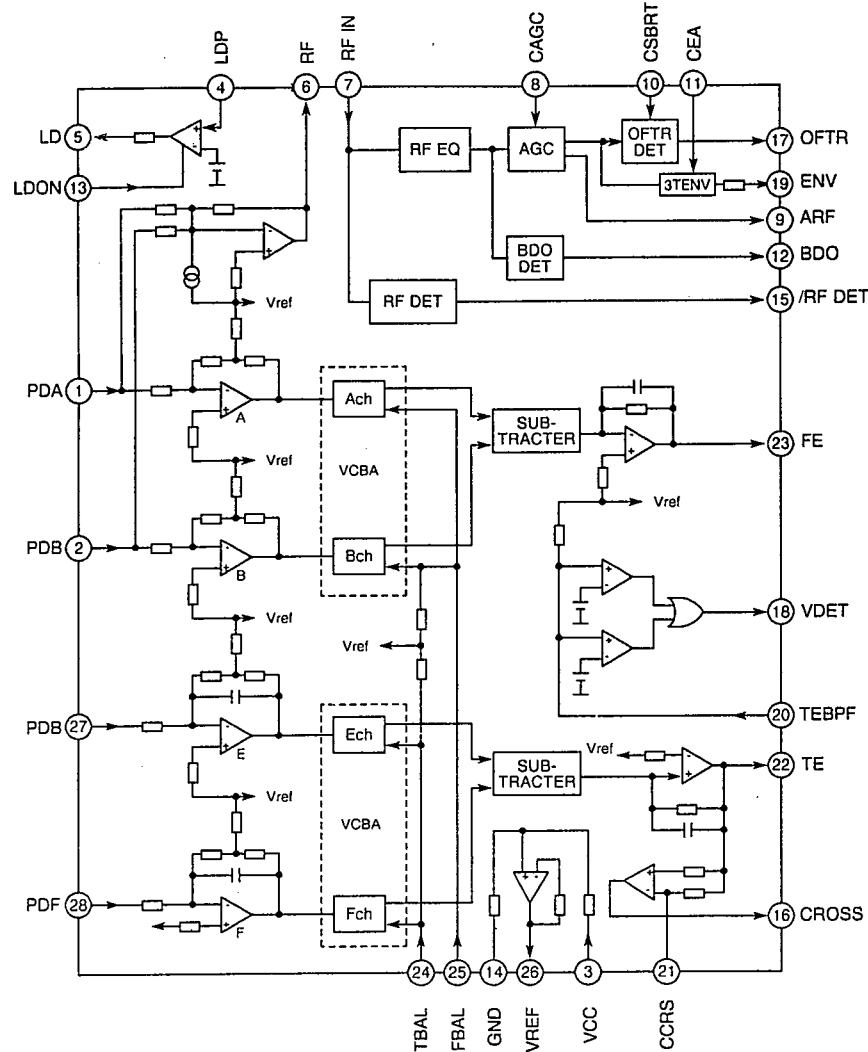 LDP
RF
RF IN
CAGC
CSBRT
CEA
4
6
7
8
10
11
LD 5
LDON 13
+
-
RF EQ
AGC
OFTR
DET
17 OFTR
3TENV
19 ENV
9 ARF
BDO
DET
12 BDO
RF DET
15 /RF DET
-
+
Vref
PDA 1
-
+
A
Ach
VCBA
Bch
SUB-
TRACTER
-
+
23 FE
Vref
Vref
PDB 2
-
+
B
Vref
Vref
+
-
+
-
18 VDET
20 TEBPF
PDB 27
-
+
E
Ech
VCBA
Fch
SUB-
TRACTER
Vref
-
+
22 TE
Vref
PDF 28
-
+
F
+ -
+
-
16 CROSS
24
25
14
26
3
21
TBAL
FBAL
GND
VREF
VCC
CCRS